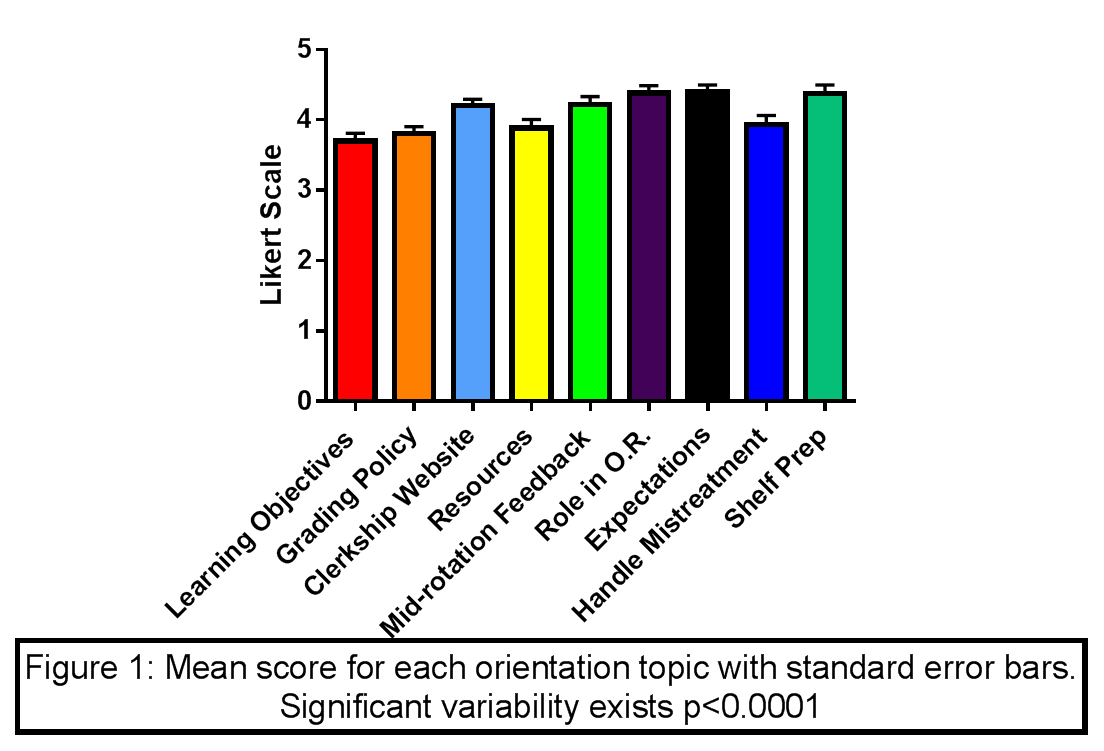 5
4
3
2
1
0
Likert Scale
Learning Objectives
Grading Policy
Clerkship Website
Resources
Mid-rotation Feedback
Role in O.R.
Expectations
Handle Mistreatment
Shelf Prep
Figure 1: Mean score for each orientation topic with standard error bars.
Significant variability exists p<0.0001